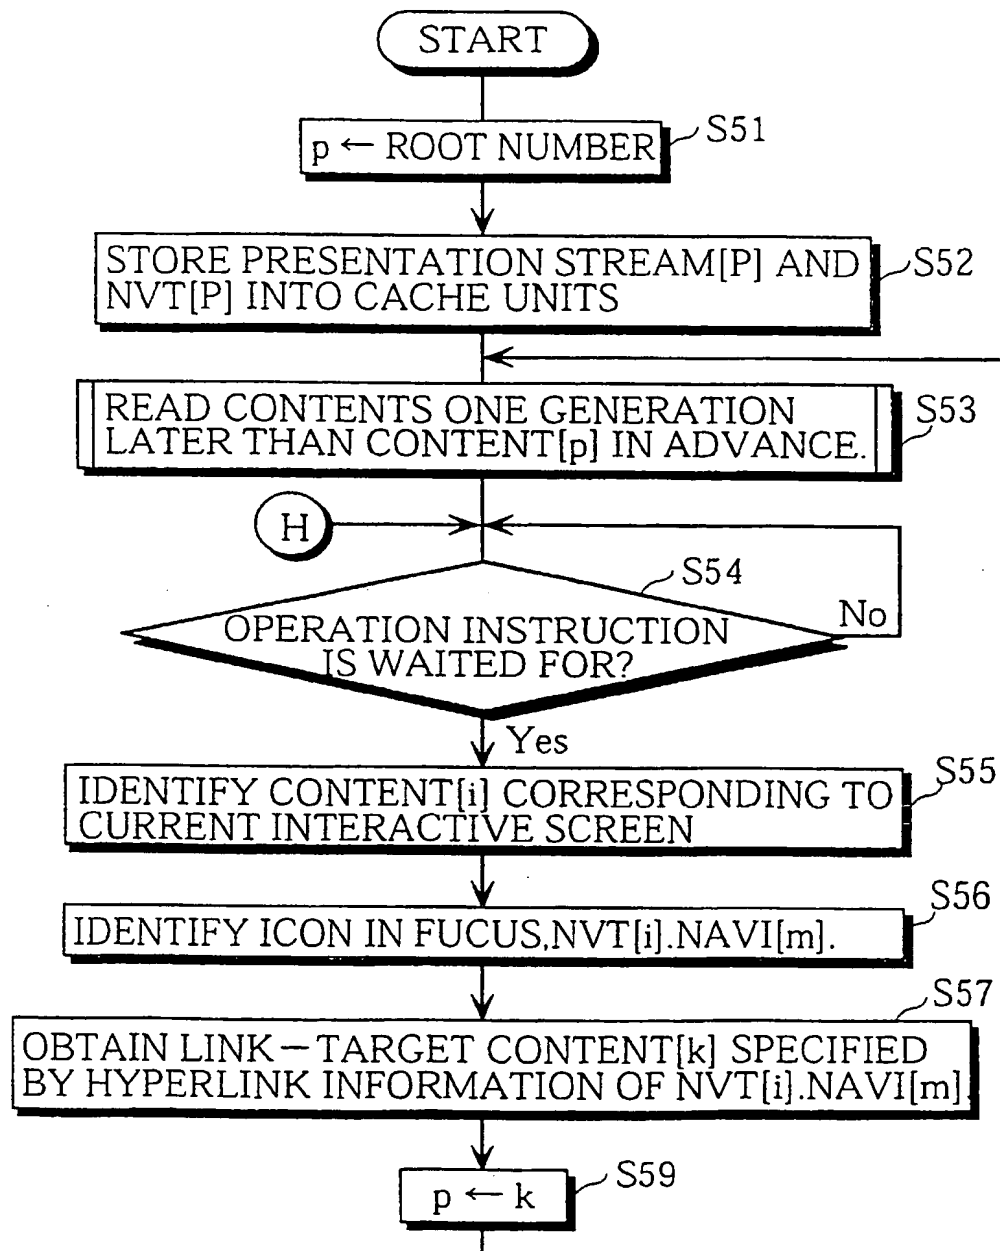 START
p ← ROOT NUMBER
S51
STORE PRESENTATION STREAM[P] AND
NVT[P] INTO CACHE UNITS
S52
READ CONTENTS ONE GENERATION
LATER THAN CONTENT[p] IN ADVANCE.
S53
H
S54
OPERATION INSTRUCTION
IS WAITED FOR?
No
Yes
IDENTIFY CONTENT[i] CORRESPONDING TO
CURRENT INTERACTIVE SCREEN
S55
IDENTIFY ICON IN FUCUS,NVT[i].NAVI[m].
S56
S57
OBTAIN LINK－TARGET CONTENT[k] SPECIFIED
BY HYPERLINK INFORMATION OF NVT[i].NAVI[m].
p ← k
S59